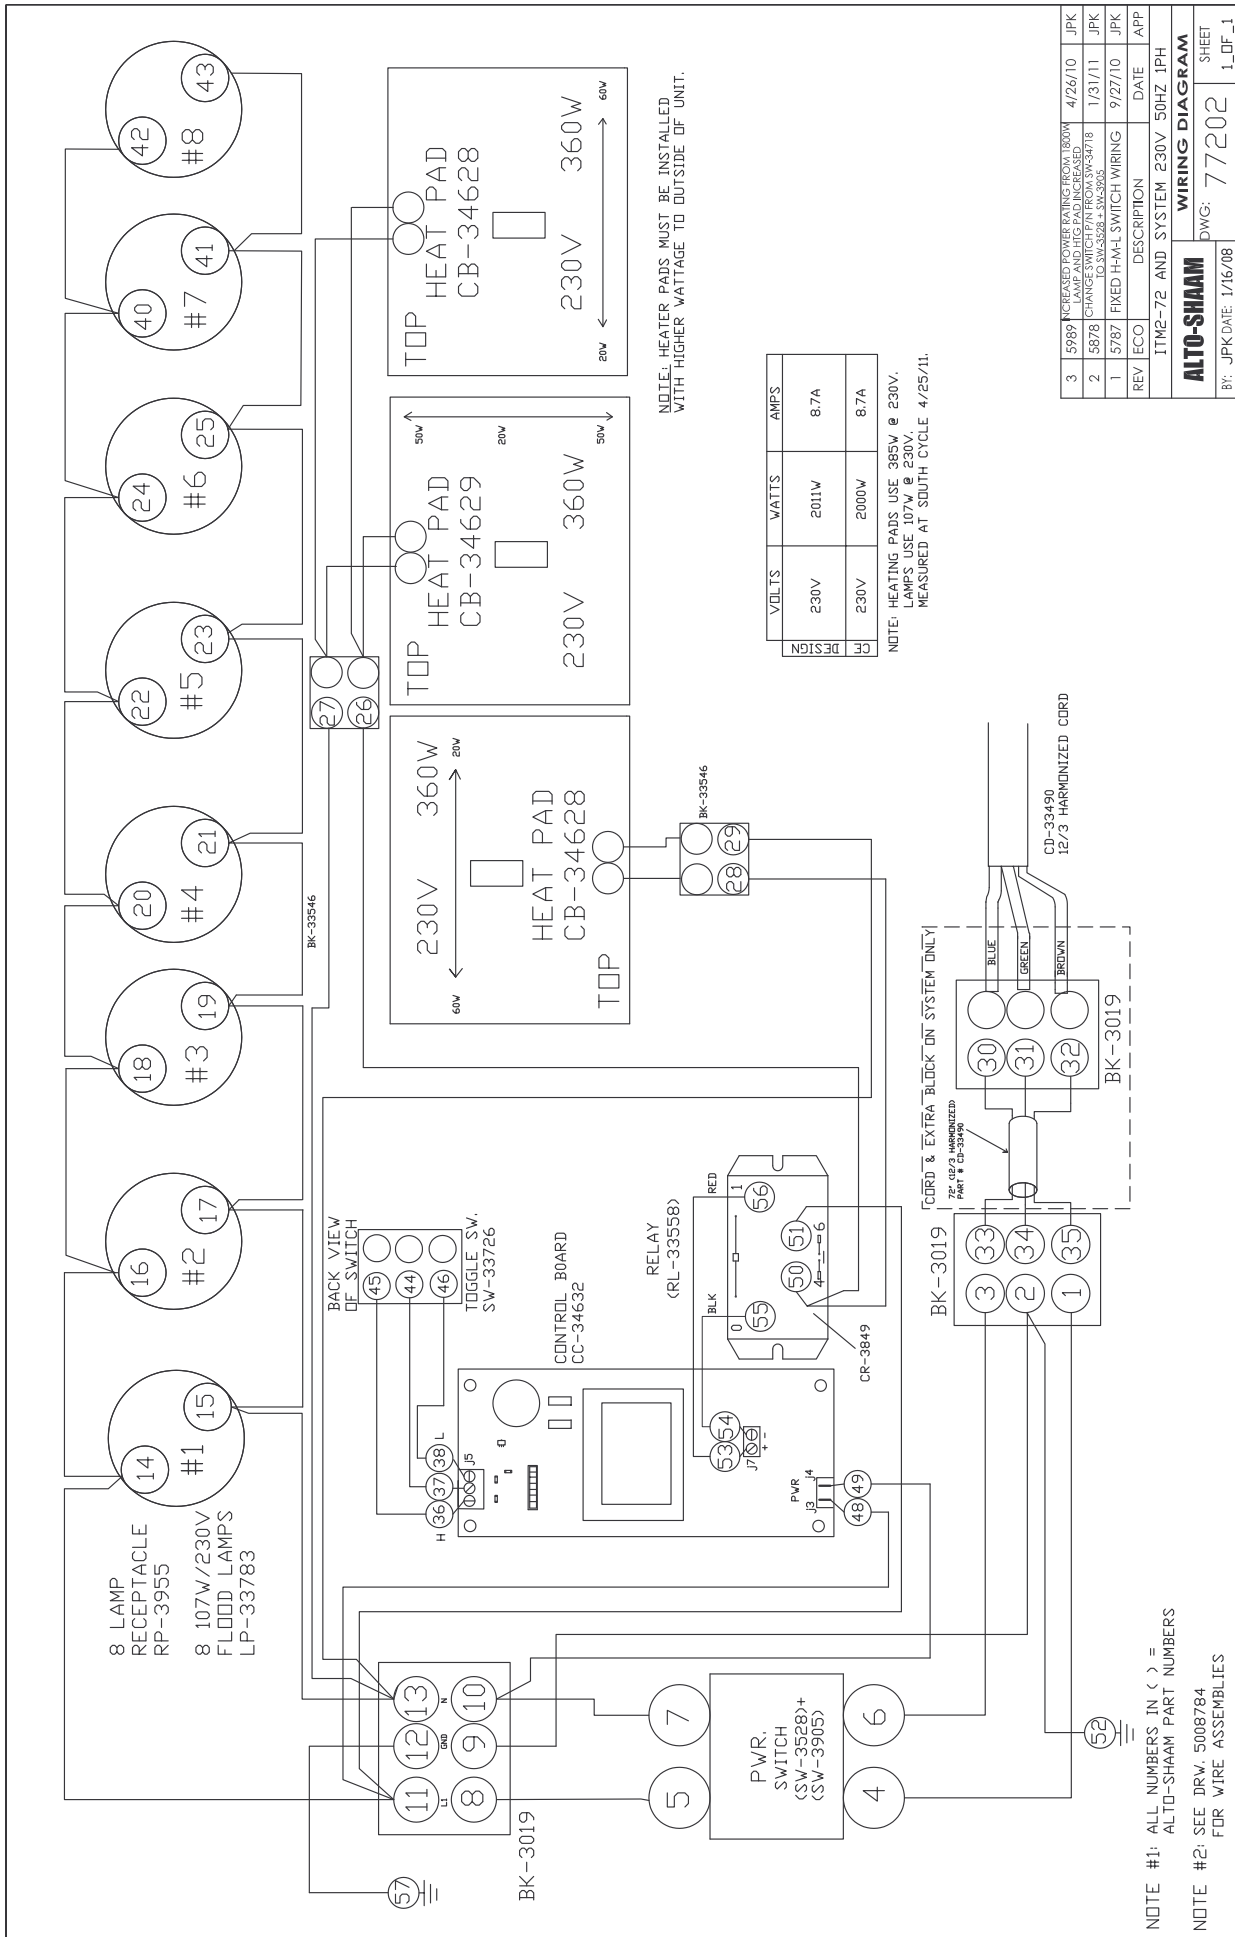 8 LAMP
RECEPTACLE
RP-3955
8 107W/230V
FLOOD LAMPS
LP-33783
14
15
#1
16
17
#2
18
19
#3
20
21
#4
22
23
#5
24
25
#6
40
41
#7
42
43
#8
BK-33546
27
26
TOP
HEAT PAD
CB-34628
230V 360W
60W
20W
TOP
HEAT PAD
CB-34629
230V 360W
50W
20W
50W
TOP
HEAT PAD
CB-34628
230V 360W
20W
60W
NOTE: HEATER PADS MUST BE INSTALLED
WITH HIGHER WATTAGE TO OUTSIDE OF UNIT.
BK-33546
28
29
BACK VIEW
OF SWITCH
45
44
46
TOGGLE SW.
SW-33726
CONTROL BOARD
CC-34632
H
L
36
37
38
J5
53
54
J7
+ -
PWR
J3
J4
48
49
RELAY
(RL-33558)
BLK
RED
0
1
55
56
50
51
4
6
CR-3849
11
12
13
L1
GND
N
8
9
10
BK-3019
57
5
7
PWR.
SWITCH
(SW-3528)+
(SW-3905)
4
6
52
BK-3019
3
33
2
34
1
35
CORD & EXTRA BLOCK ON SYSTEM ONLY
72" (12/3 HARMONIZED)
PART # CD-33490
30
31
32
BK-3019
BLUE
GREEN
BROWN
CD-33490
12/3 HARMONIZED CORD
VOLTS WATTS AMPS
DESIGN 230V 2011W 8.7A
CE 230V 2000W 8.7A
NOTE: HEATING PADS USE 385W @ 230V.
LAMPS USE 107W @ 230V.
MEASURED AT SOUTH CYCLE 4/25/11.
NOTE #1: ALL NUMBERS IN ( ) =
ALTO-SHAAM PART NUMBERS
NOTE #2: SEE DRW. 5008784
FOR WIRE ASSEMBLIES
3 5989 INCREASED POWER RATING FROM 1800W 4/26/10 JPK
LAMP AND HTG PAD INCREASED
2 5878 CHANGE SWITCH P/N FROM SW-34718 1/31/11 JPK
TO SW-3528 + SW-3905
1 5787 FIXED H-M-L SWITCH WIRING 9/27/10 JPK
REV ECO DESCRIPTION DATE APP
ITM2-72 AND SYSTEM 230V 50HZ 1PH
ALTO-SHAAM
WIRING DIAGRAM
BY: JPK DATE: 1/16/08
DWG: 77202
SHEET
1_OF_1